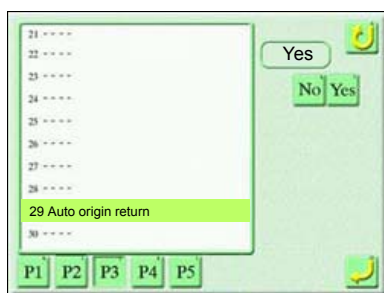 21 ----
22 ----
23 ----
24 ----
25 ----
26 ----
27 ----
28 ----
29 Auto origin return
30 ----
Yes
No Yes
P1 P2 P3 P4 P5